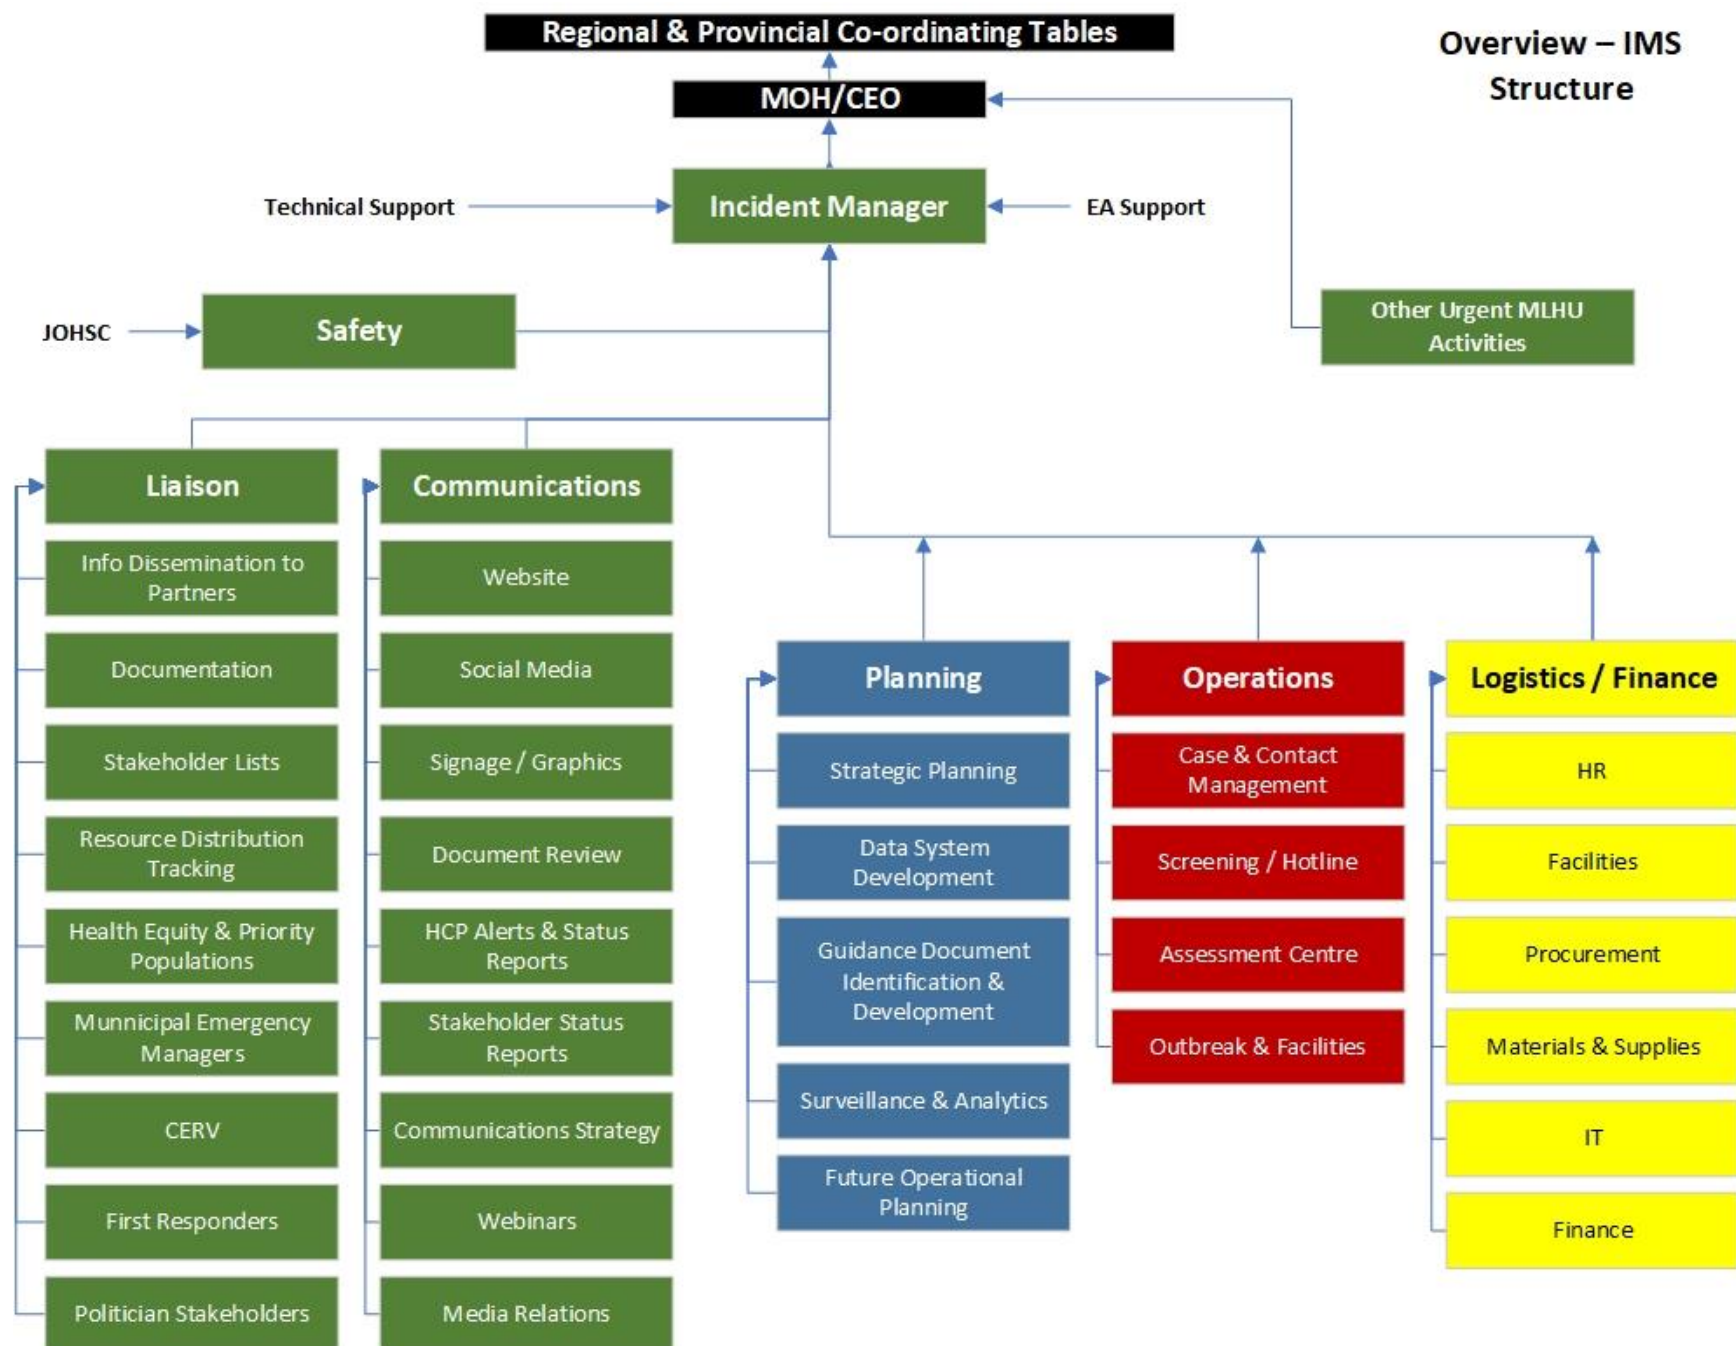 Regional & Provincial Co-ordinating Tables
Overview – IMS
Structure
MOH/CEO
Technical Support
Incident Manager
EA Support
JOHSC
Safety
Other Urgent MLHU
Activities
Liaison
Info Dissemination to
Partners
Documentation
Stakeholder Lists
Resource Distribution
Tracking
Health Equity & Priority
Populations
Munnicipal Emergency
Managers
CERV
First Responders
Politician Stakeholders
Communications
Website
Social Media
Signage / Graphics
Document Review
HCP Alerts & Status
Reports
Stakeholder Status
Reports
Communications Strategy
Webinars
Media Relations
Planning
Strategic Planning
Data System
Development
Guidance Document
Identification &
Development
Surveillance & Analytics
Future Operational
Planning
Operations
Case & Contact
Management
Screening / Hotline
Assessment Centre
Outbreak & Facilities
Logistics / Finance
HR
Facilities
Procurement
Materials & Supplies
IT
Finance